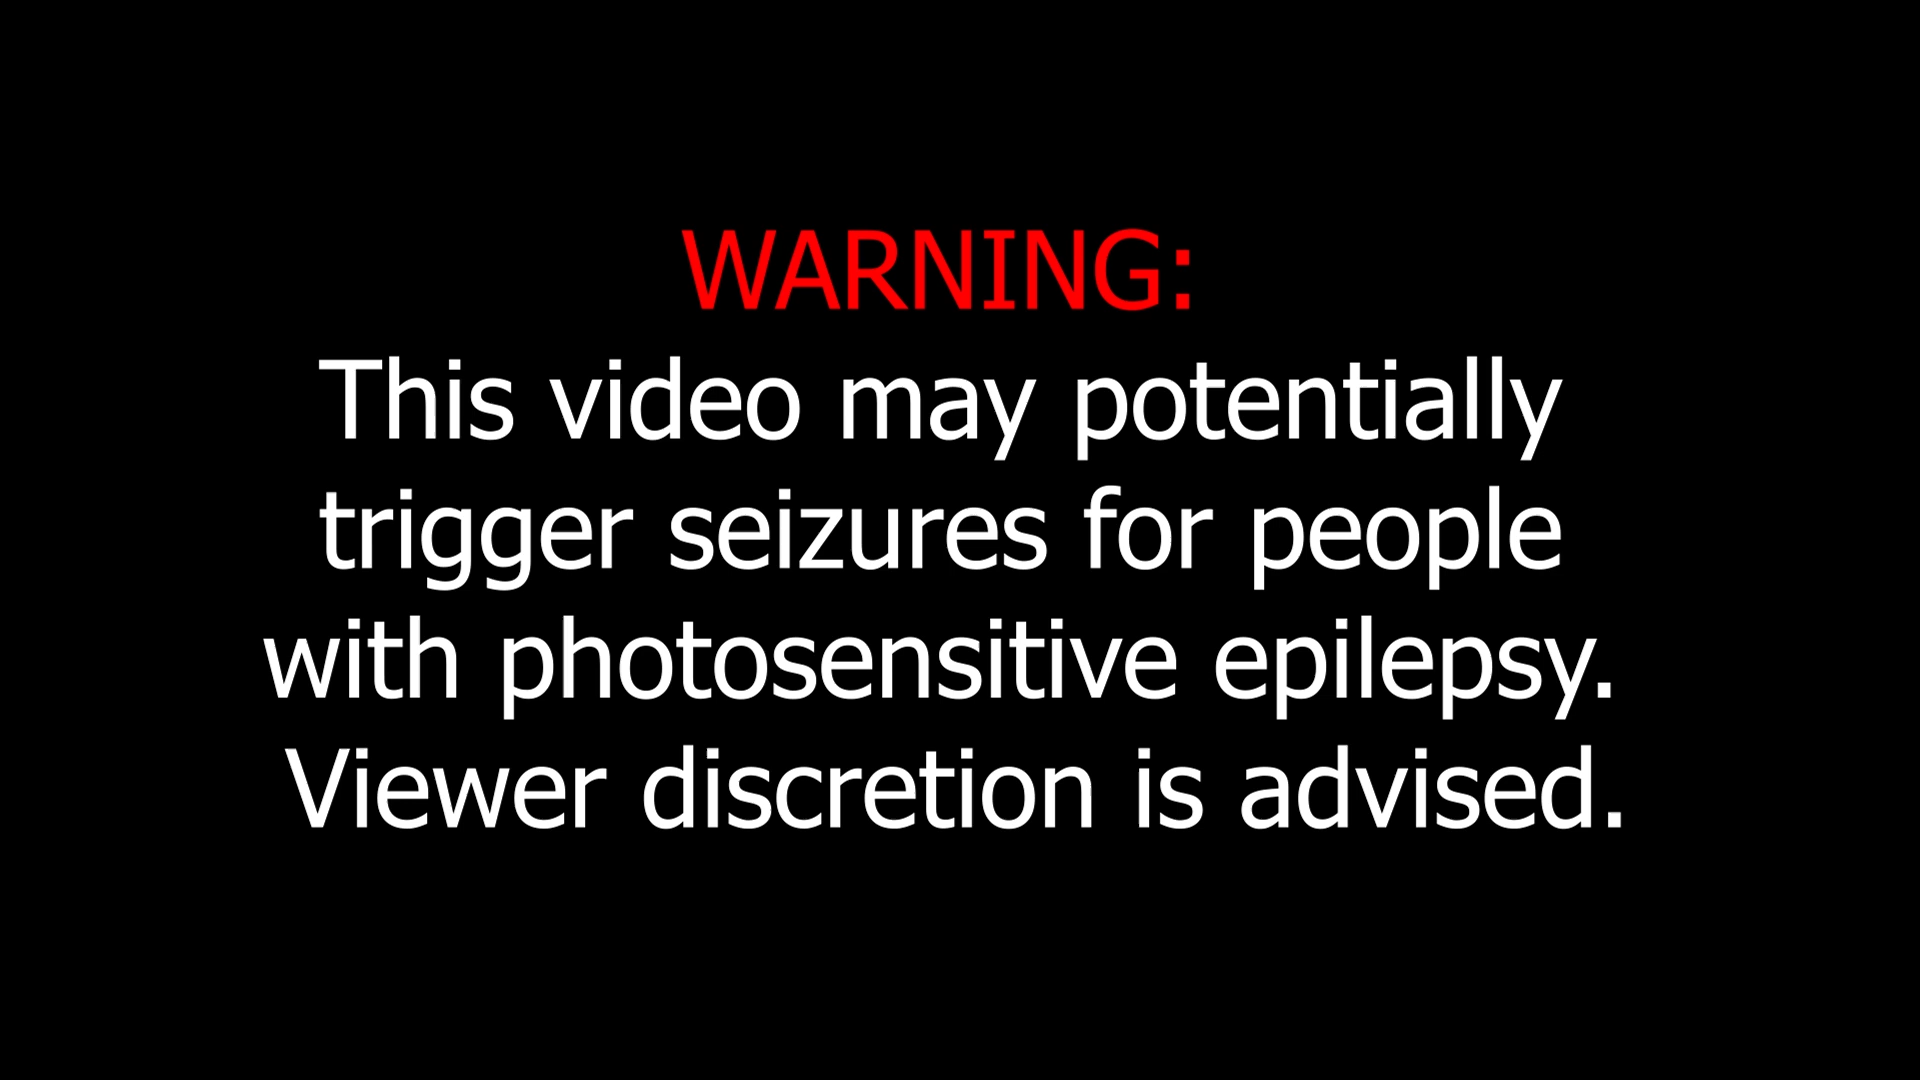 WARNING:
This video may potentially
trigger seizures for people
with photosensitive epilepsy.
Viewer discretion is advised.